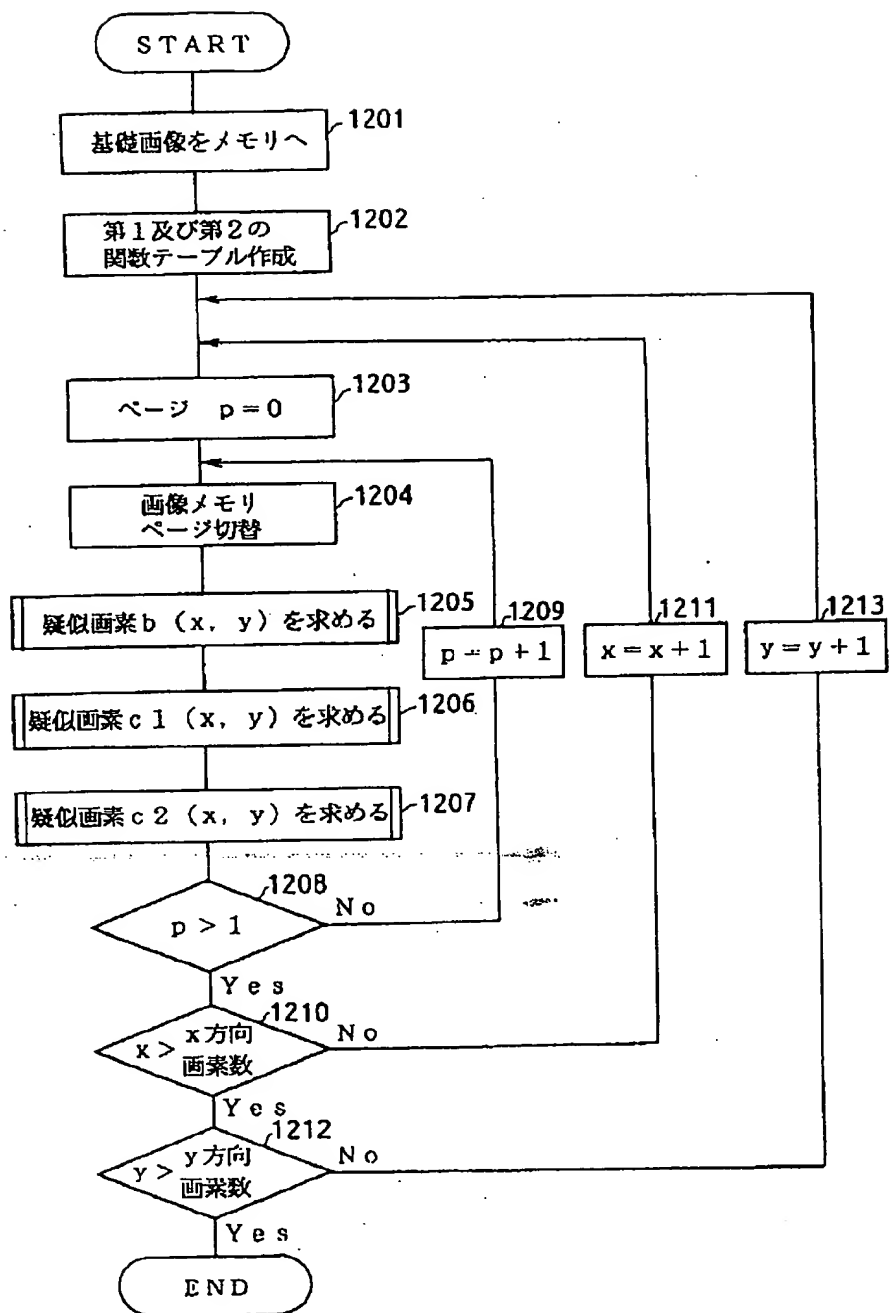 START
1201
基礎画像をメモリへ
1202
第1及び第2の
関数テーブル作成
1203
ページ p=0
1204
画像メモリ
ページ切替
1205
疑似画素b (x, y) を求める
1206
疑似画素c1 (x, y) を求める
1207
疑似画素c2 (x, y) を求める
1208
p>1
No
1209
p=p+1
Yes
1210
x> x方向
画素数
No
1211
x=x+1
Yes
1212
y> y方向
画素数
No
1213
y=y+1
Yes
END